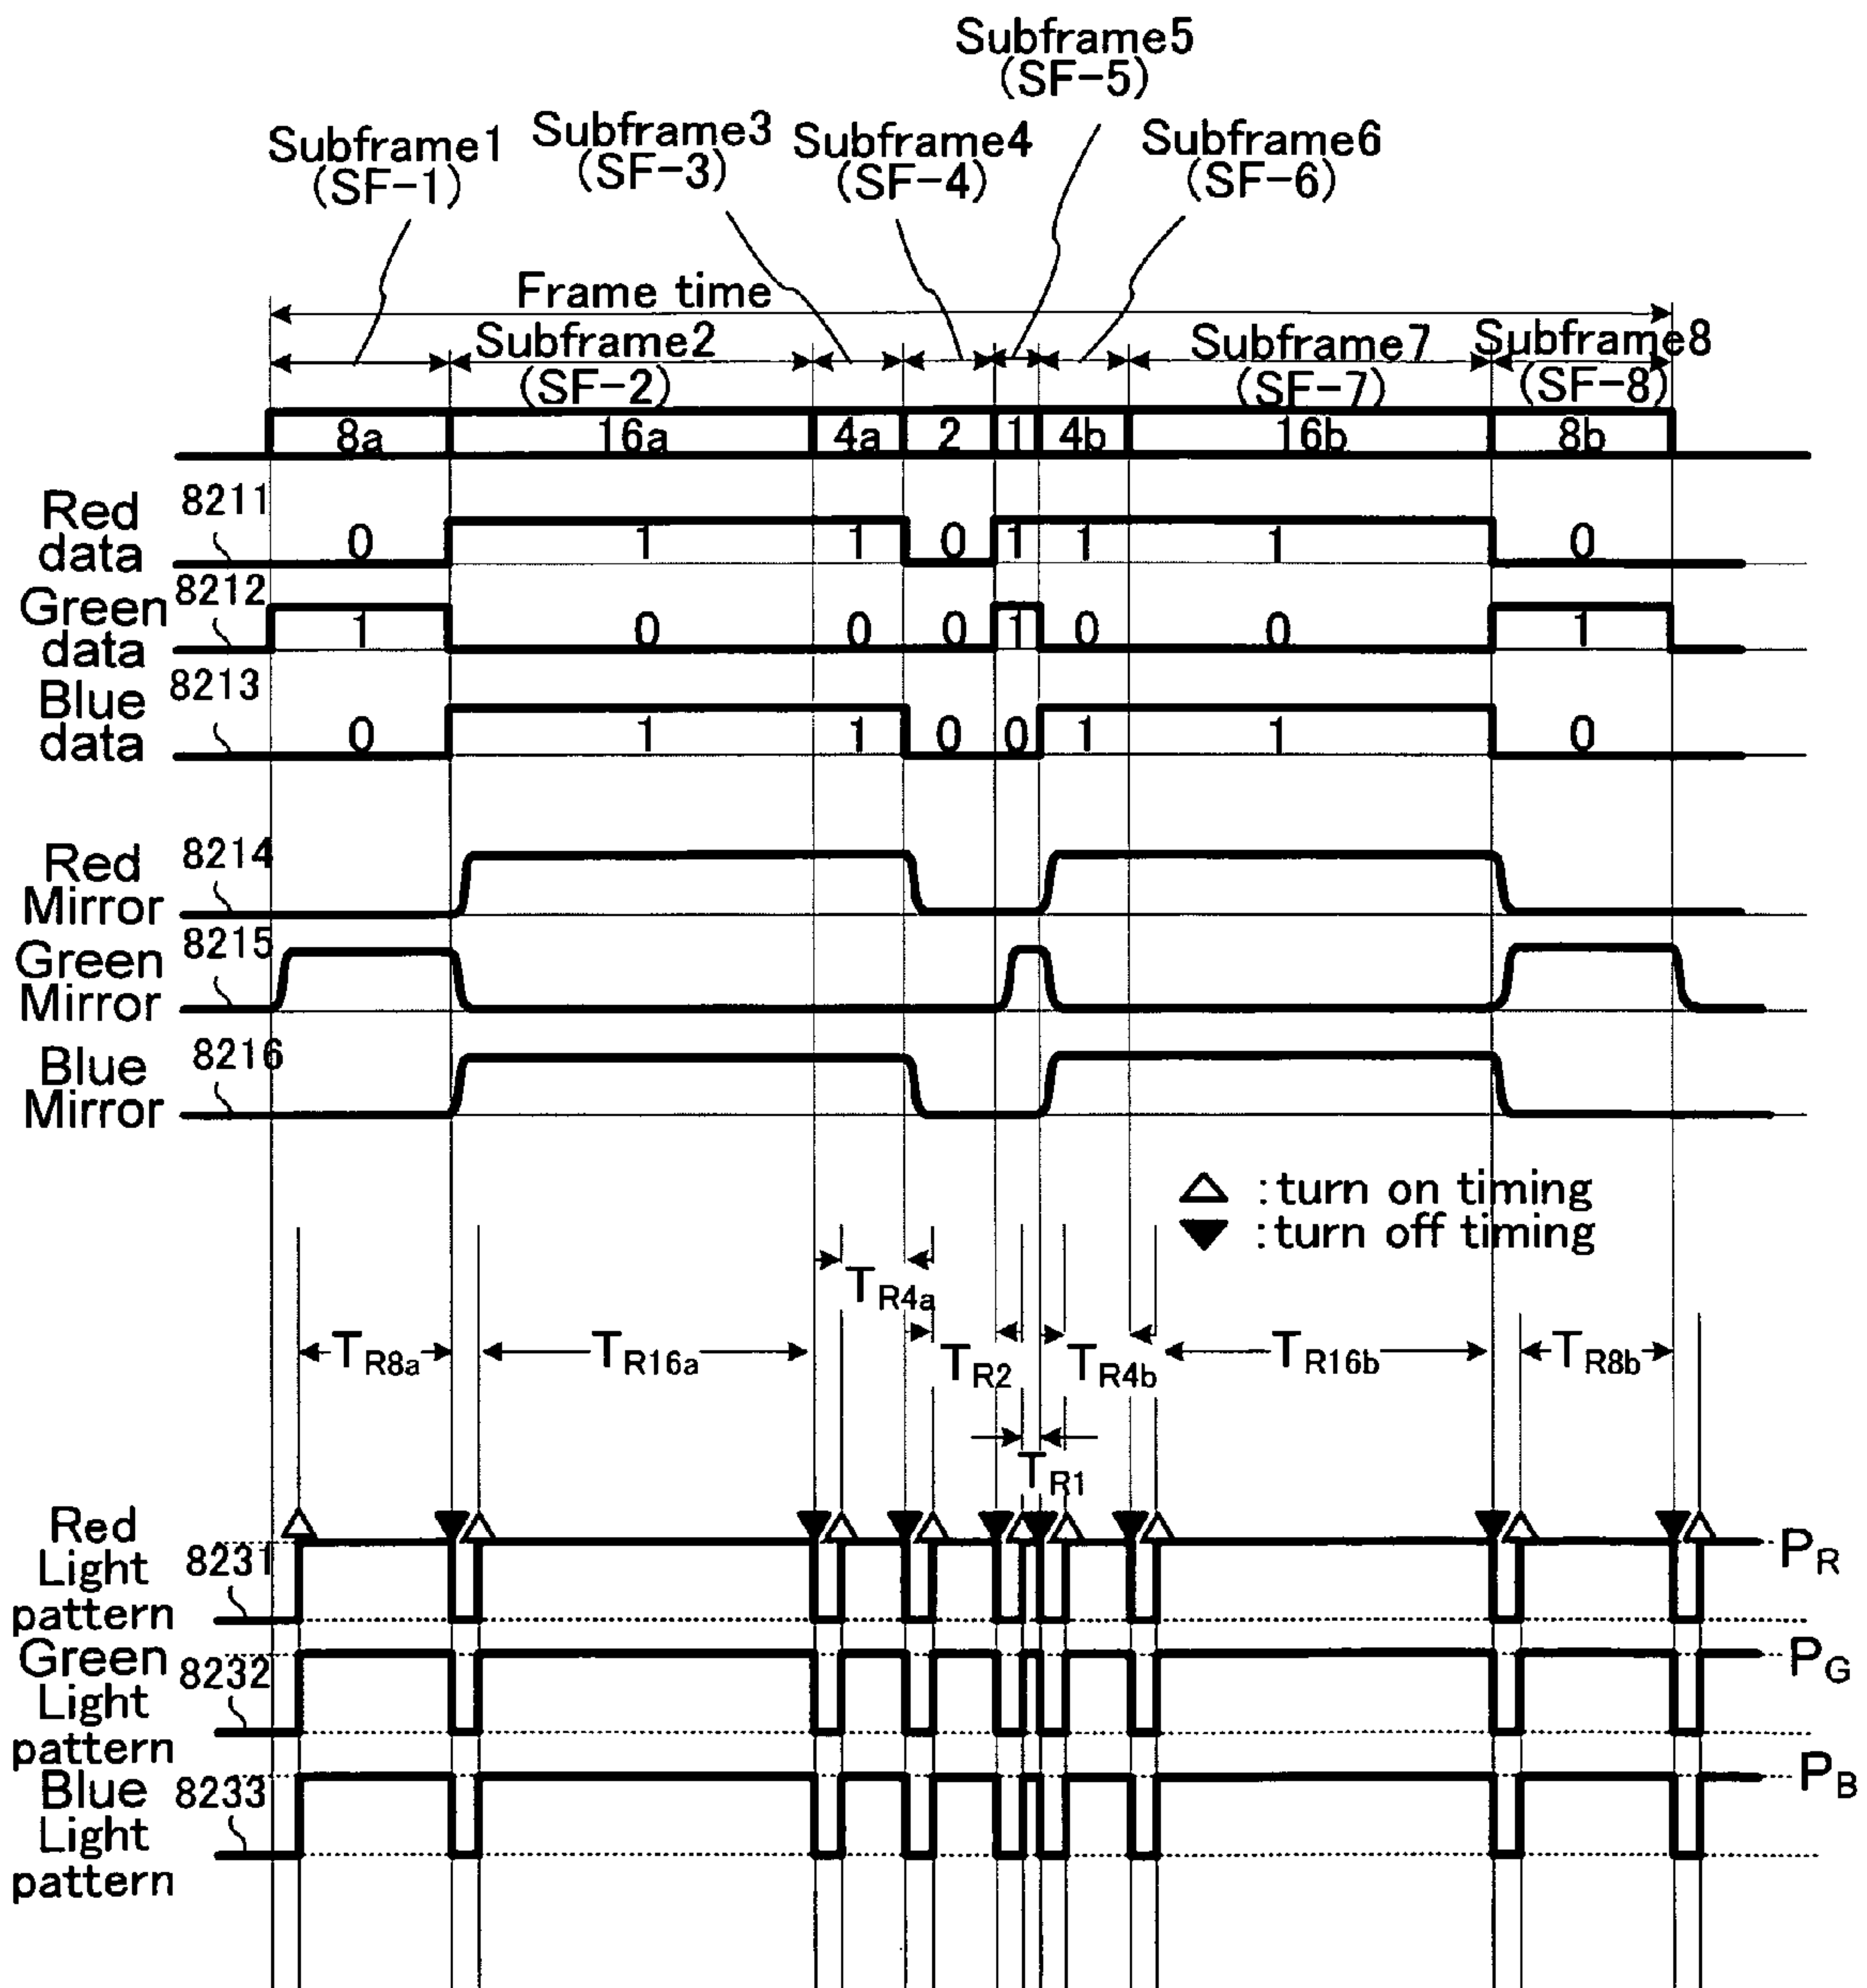 Subframe5
(SF-5)
Subframe3
(SF-3)
Subframe4
(SF-4)
Subframe6
(SF-6)
Subframe1
(SF-1)
Frame time
Subframe2
(SF-2)
Subframe7
(SF-7)
Subframe8
(SF-8)
8a 16a 4a 2 1 4b 16b 8b
Red
data
8211
0 1 1 0 1 1 1 0
Green
data
8212
1 0 0 0 1 0 0 1
Blue
data
8213
0 1 1 0 0 1 1 0
Red
Mirror
8214
Green
Mirror
8215
Blue
Mirror
8216
△ :turn on timing
▼ :turn off timing
TR4a
TR8a TR16a TR2 TR4b TR16b TR8b
TR1
Red
Light
pattern
8231
PR
Green
Light
pattern
8232
PG
Blue
Light
pattern
8233
PB